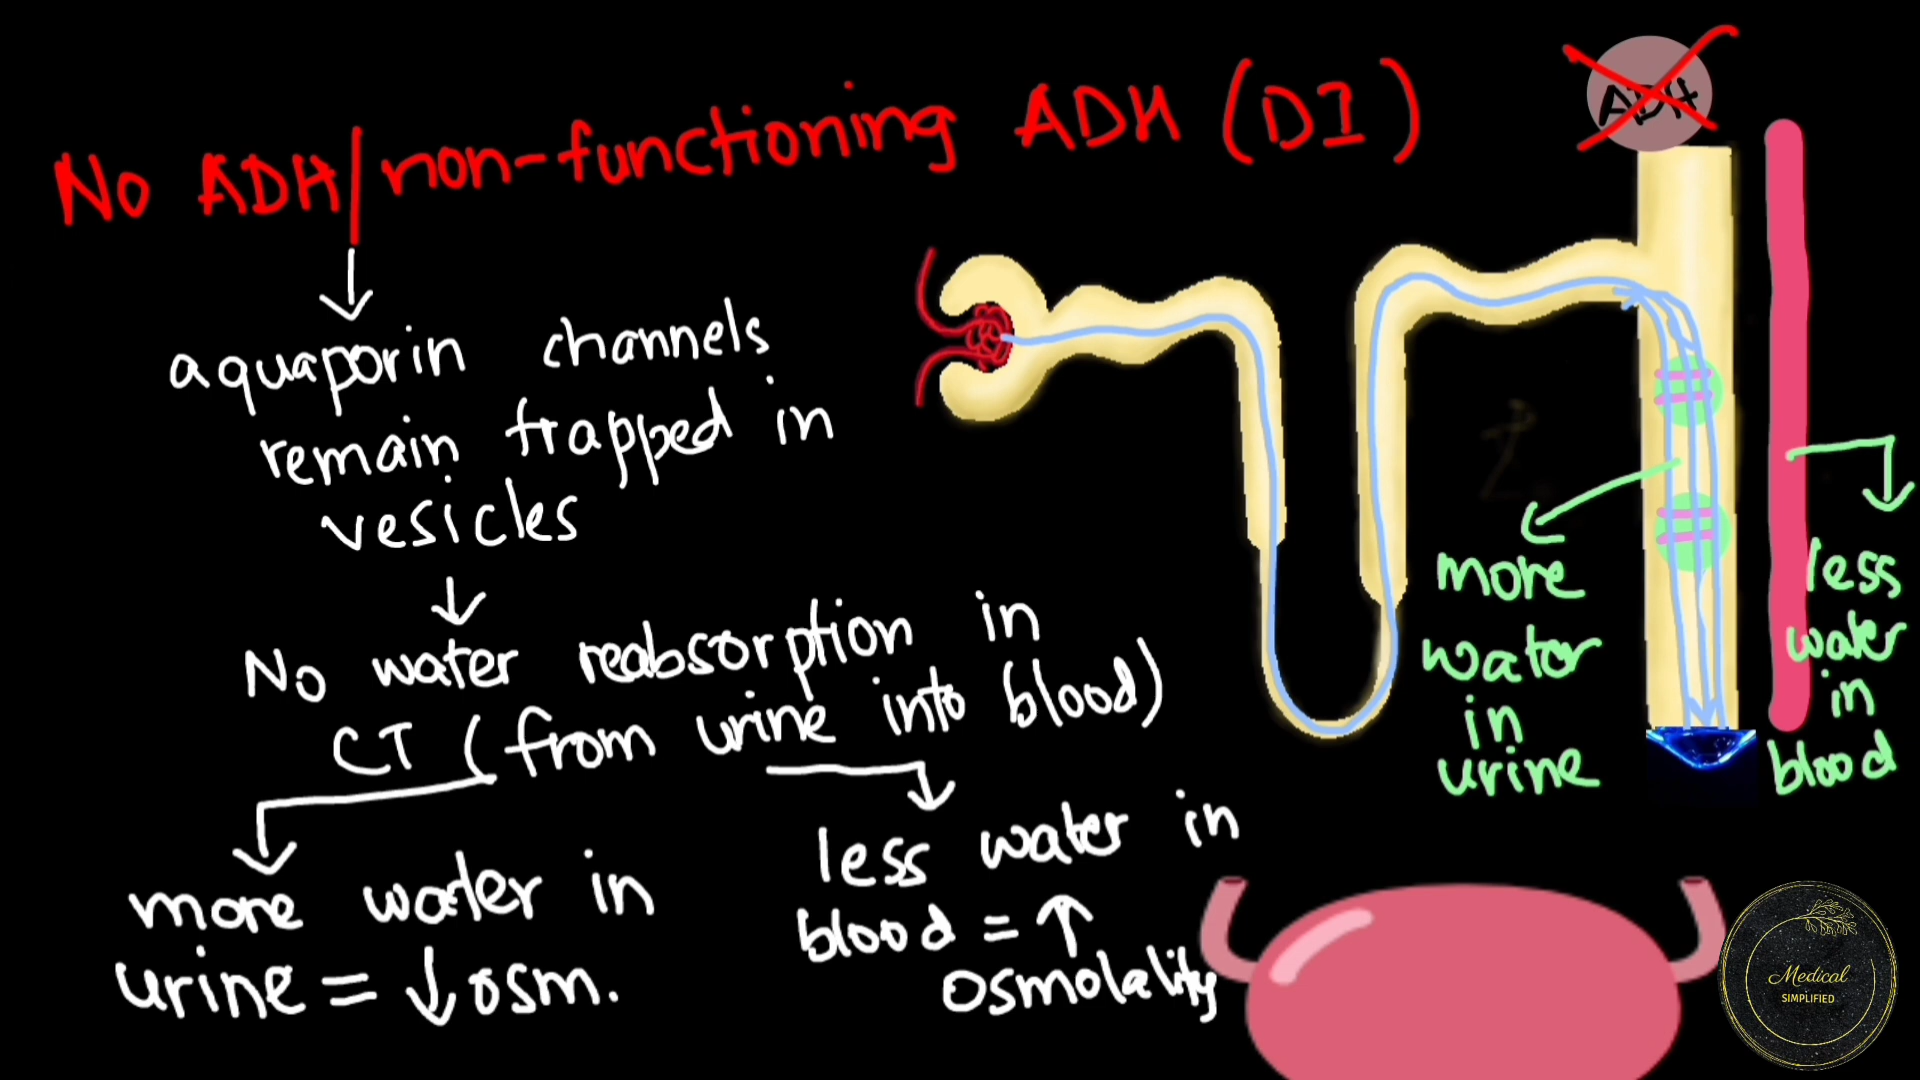 No ADH/non-functioning ADH (DI)
ADH
aquaporin channels
remain trapped in
vesicles
No water reabsorption in
CT (from urine into blood)
more water in
urine = ↓ osm.
less water in
blood = ↑
osmolality
more
water
in
urine
less
water
in
blood
Medical
SIMPLIFIED